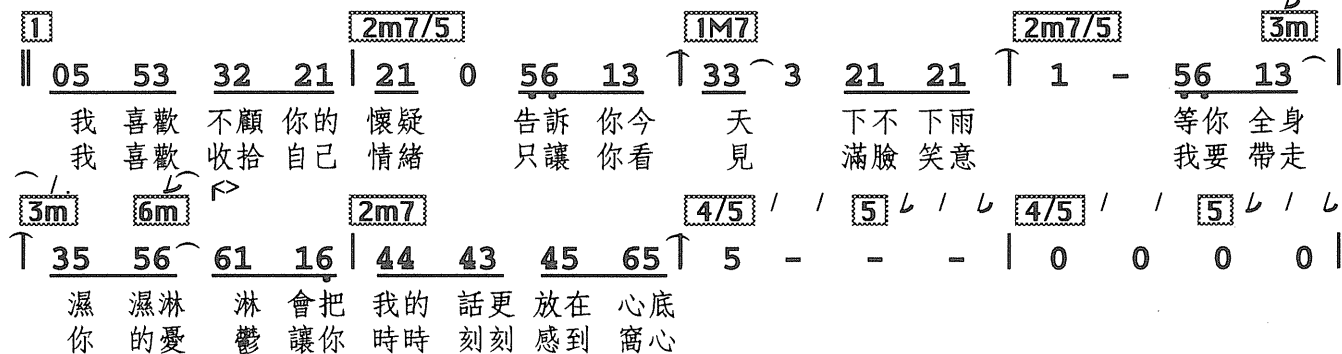 1 2m7/5 1M7 2m7/5 3m
‖ 05 53 32 21 | 21 0 56 13 | 33 3 21 21 | 1 - 56 13 |
我 喜歡 不顧 你的 懷疑 告訴 你今 天 下不 下雨 等你 全身
我 喜歡 收拾 自己 情緒 只讓 你看 見 滿臉 笑意 我要 帶走
3m 6m 2m7 4/5 / / 5 / 4/5 / / 5 /
| 35 56 61 16 | 44 43 45 65 | 5 - - - | 0 0 0 0 |
濕 濕淋 淋 會把 我的 話更 放在 心底
你 的憂 鬱 讓你 時時 刻刻 感到 窩心